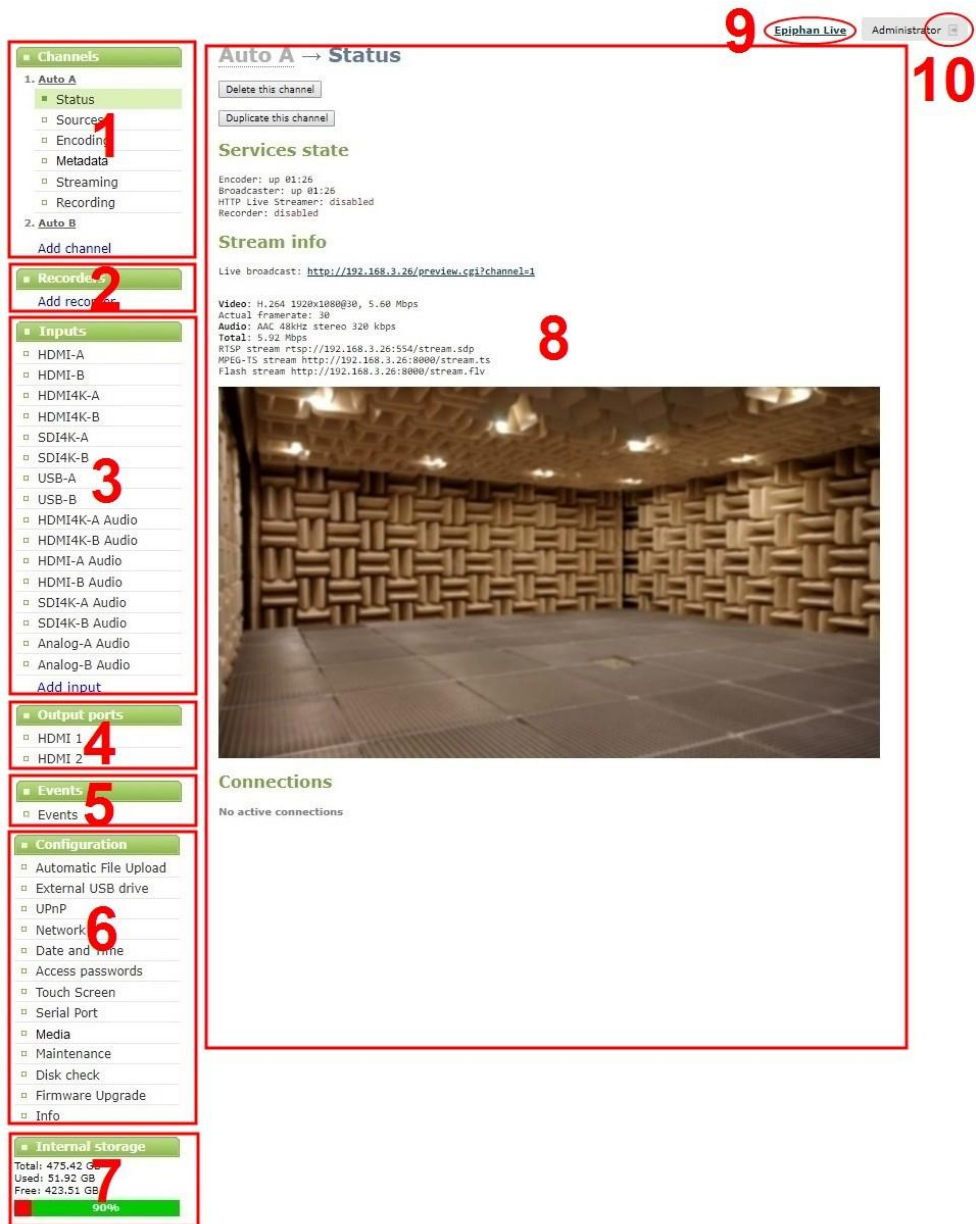 9
Epiphan Live
Administrator
10
Channels
1. Auto A
Status
Sources
Encoding
Metadata
Streaming
Recording
2. Auto B
Add channel
1
Recorders
Add recorder
2
Inputs
HDMI-A
HDMI-B
HDMI4K-A
HDMI4K-B
SDI4K-A
SDI4K-B
USB-A
USB-B
HDMI4K-A Audio
HDMI4K-B Audio
HDMI-A Audio
HDMI-B Audio
SDI4K-A Audio
SDI4K-B Audio
Analog-A Audio
Analog-B Audio
Add input
3
Output ports
HDMI 1
HDMI 2
4
Events
Events
5
Configuration
Automatic File Upload
External USB drive
UPnP
Network
Date and Time
Access passwords
Touch Screen
Serial Port
Media
Maintenance
Disk check
Firmware Upgrade
Info
6
Internal storage
Total: 475.42 GB
Used: 51.92 GB
Free: 423.51 GB
90%
7
Auto A → Status
Delete this channel
Duplicate this channel
Services state
Encoder: up 01:26
Broadcaster: up 01:26
HTTP Live Streamer: disabled
Recorder: disabled
Stream info
Live broadcast: http://192.168.3.26/preview.cgi?channel=1
Video: H.264 1920x1080@30, 5.60 Mbps
Actual framerate: 30
Audio: AAC 48kHz stereo 320 kbps
Total: 5.92 Mbps
RTSP stream rtsp://192.168.3.26:554/stream.sdp
MPEG-TS stream http://192.168.3.26:8000/stream.ts
Flash stream http://192.168.3.26:8000/stream.flv
8
Connections
No active connections